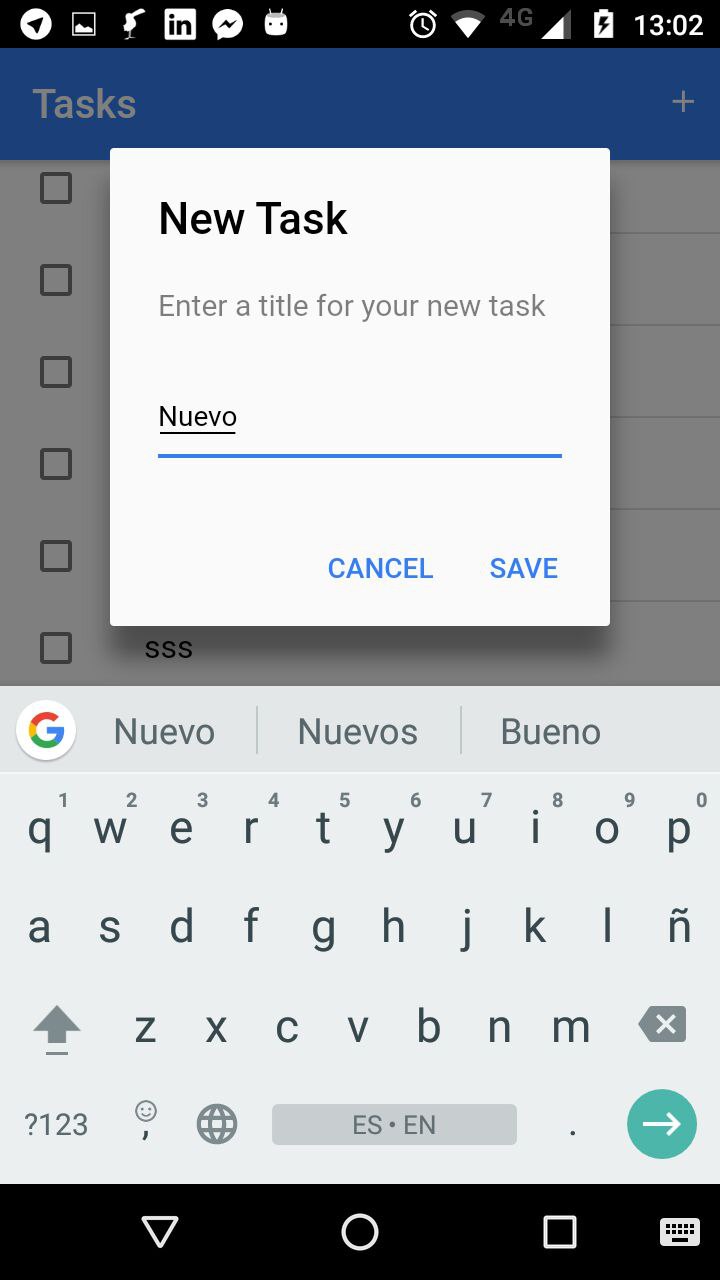 4G 13:02
Tasks +
New Task
Enter a title for your new task
Nuevo
CANCEL SAVE
sss
Nuevo Nuevos Bueno
1 2 3 4 5 6 7 8 9 0
q w e r t y u i o p
a s d f g h j k l ñ
z x c v b n m
?123 , ES • EN .